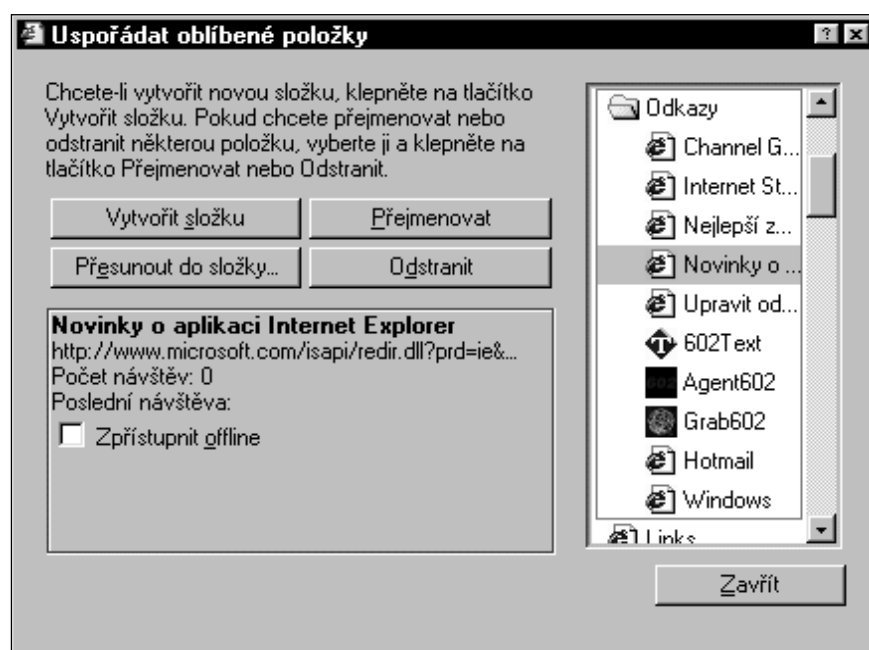 Uspořádat oblíbené položky
Chcete-li vytvořit novou složku, klepněte na tlačítko
Vytvořit složku. Pokud chcete přejmenovat nebo
odstranit některou položku, vyberte ji a klepněte na
tlačítko Přejmenovat nebo Odstranit.
Vytvořit složku
Přejmenovat
Přesunout do složky...
Odstranit
Novinky o aplikaci Internet Explorer
http://www.microsoft.com/isapi/redir.dll?prd=ie&...
Počet návštěv: 0
Poslední návštěva:
Zpřístupnit offline
Odkazy
Channel G...
Internet St...
Nejlepší z...
Novinky o ...
Upravit od...
602Text
Agent602
Grab602
Hotmail
Windows
Links
Zavřít